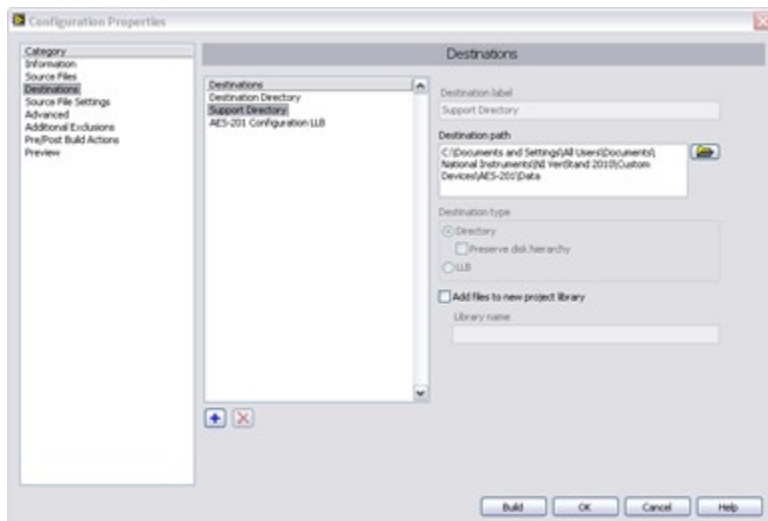 Configuration Properties
Category
Information
Source Files
Destinations
Source File Settings
Advanced
Additional Exclusions
Pre/Post Build Actions
Preview
Destinations
Destinations
Destination Directory
Support Directory
AES-201 Configuration LLB
Destination label
Support Directory
Destination path
C:\Documents and Settings\All Users\Documents\
National Instruments\NI VeriStand 2010\Custom
Devices\AES-201\Data
Destination type
Directory
Preserve disk hierarchy
LLB
Add files to new project library
Library name
Build
OK
Cancel
Help